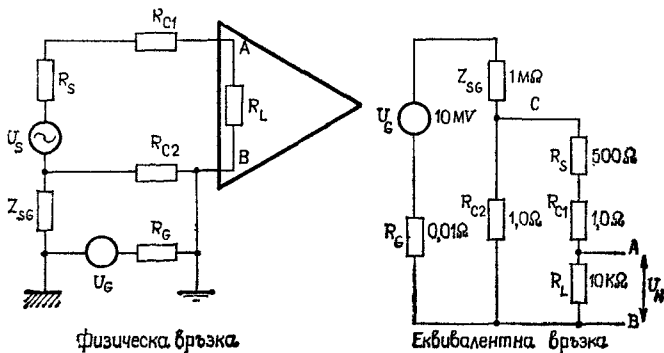 R_C1
A
R_S
R_L
U_S
R_C2
B
Z_SG
R_G
U_G
Физическа връзка
Z_SG 1MΩ
C
U_G 10MV
R_S 500Ω
R_C2 1,0Ω
R_C1 1,0Ω
R_G 0,01Ω
A
R_L 10KΩ
U_N
B
Еквивалентна връзка